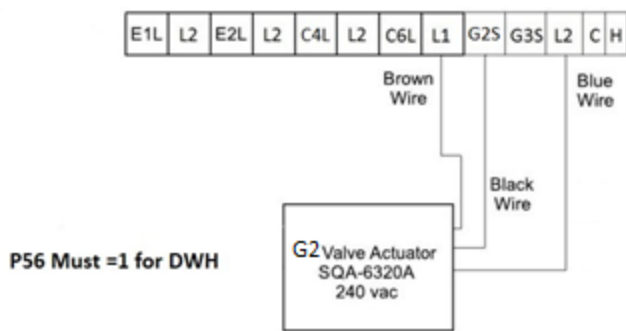 E1L L2 E2L L2 C4L L2 C6L L1 G2S G3S L2 C H
Brown
Wire
Blue
Wire
Black
Wire
G2 Valve Actuator
SQA-6320A
240 vac
P56 Must =1 for DWH